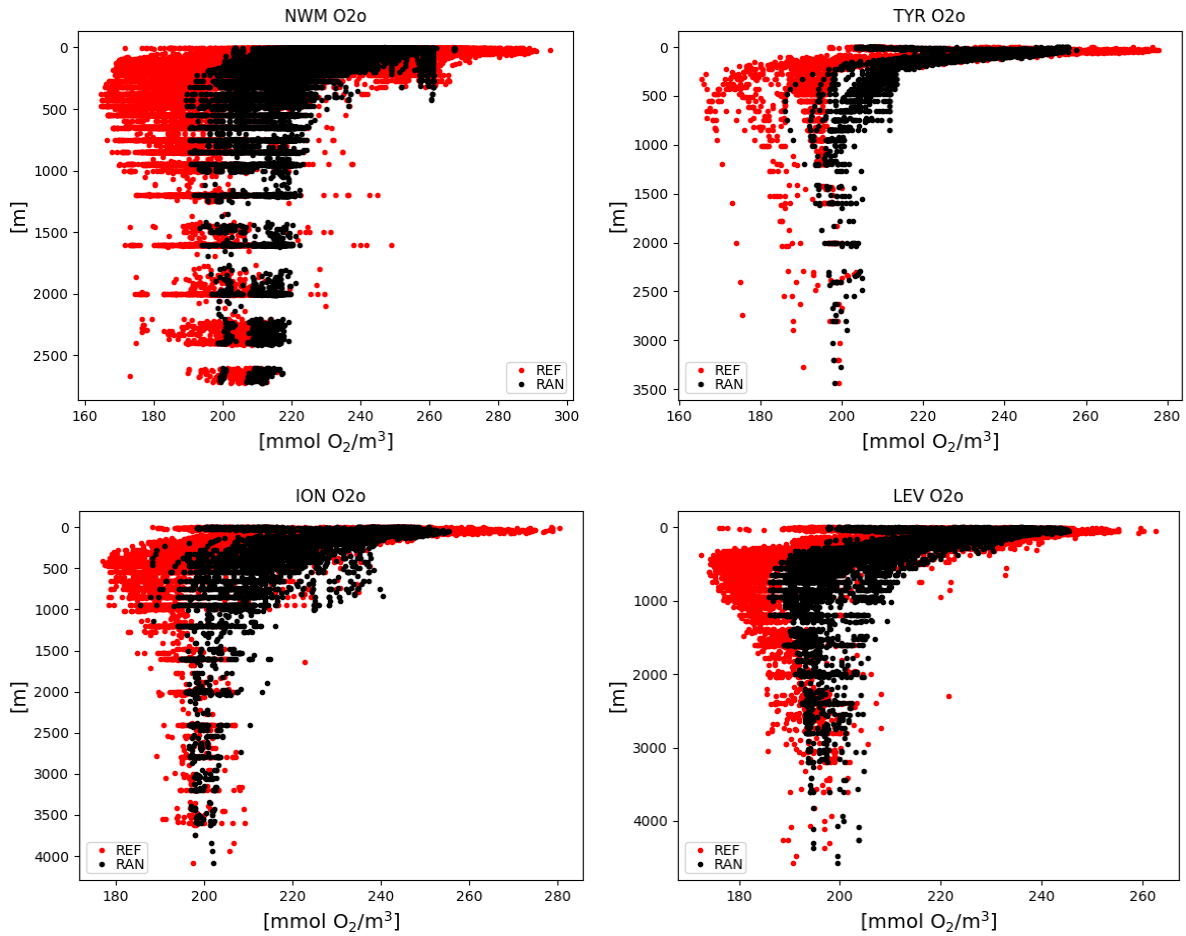 NWM O2o
0
500
1000
1500
2000
2500
[m]
160 180 200 220 240 260 280 300
[mmol O₂/m³]
REF
RAN
TYR O2o
0
500
1000
1500
2000
2500
3000
3500
[m]
160 180 200 220 240 260 280
[mmol O₂/m³]
REF
RAN
ION O2o
0
500
1000
1500
2000
2500
3000
3500
4000
[m]
180 200 220 240 260 280
[mmol O₂/m³]
REF
RAN
LEV O2o
0
1000
2000
3000
4000
[m]
180 200 220 240 260
[mmol O₂/m³]
REF
RAN